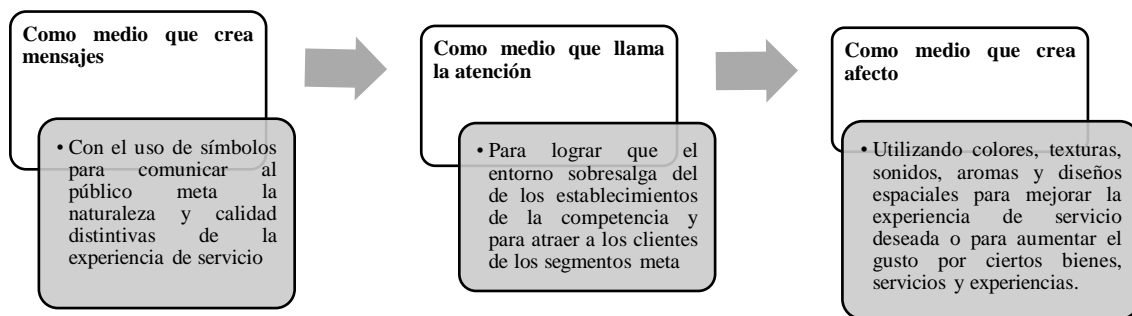 Como medio que crea
mensajes
• Con el uso de símbolos
para comunicar al
público meta la
naturaleza y calidad
distintivas de la
experiencia de servicio
Como medio que llama
la atención
• Para lograr que el
entorno sobresalga del
de los establecimientos
de la competencia y
para atraer a los clientes
de los segmentos meta
Como medio que crea
afecto
• Utilizando colores, texturas,
sonidos, aromas y diseños
espaciales para mejorar la
experiencia de servicio
deseada o para aumentar el
gusto por ciertos bienes,
servicios y experiencias.